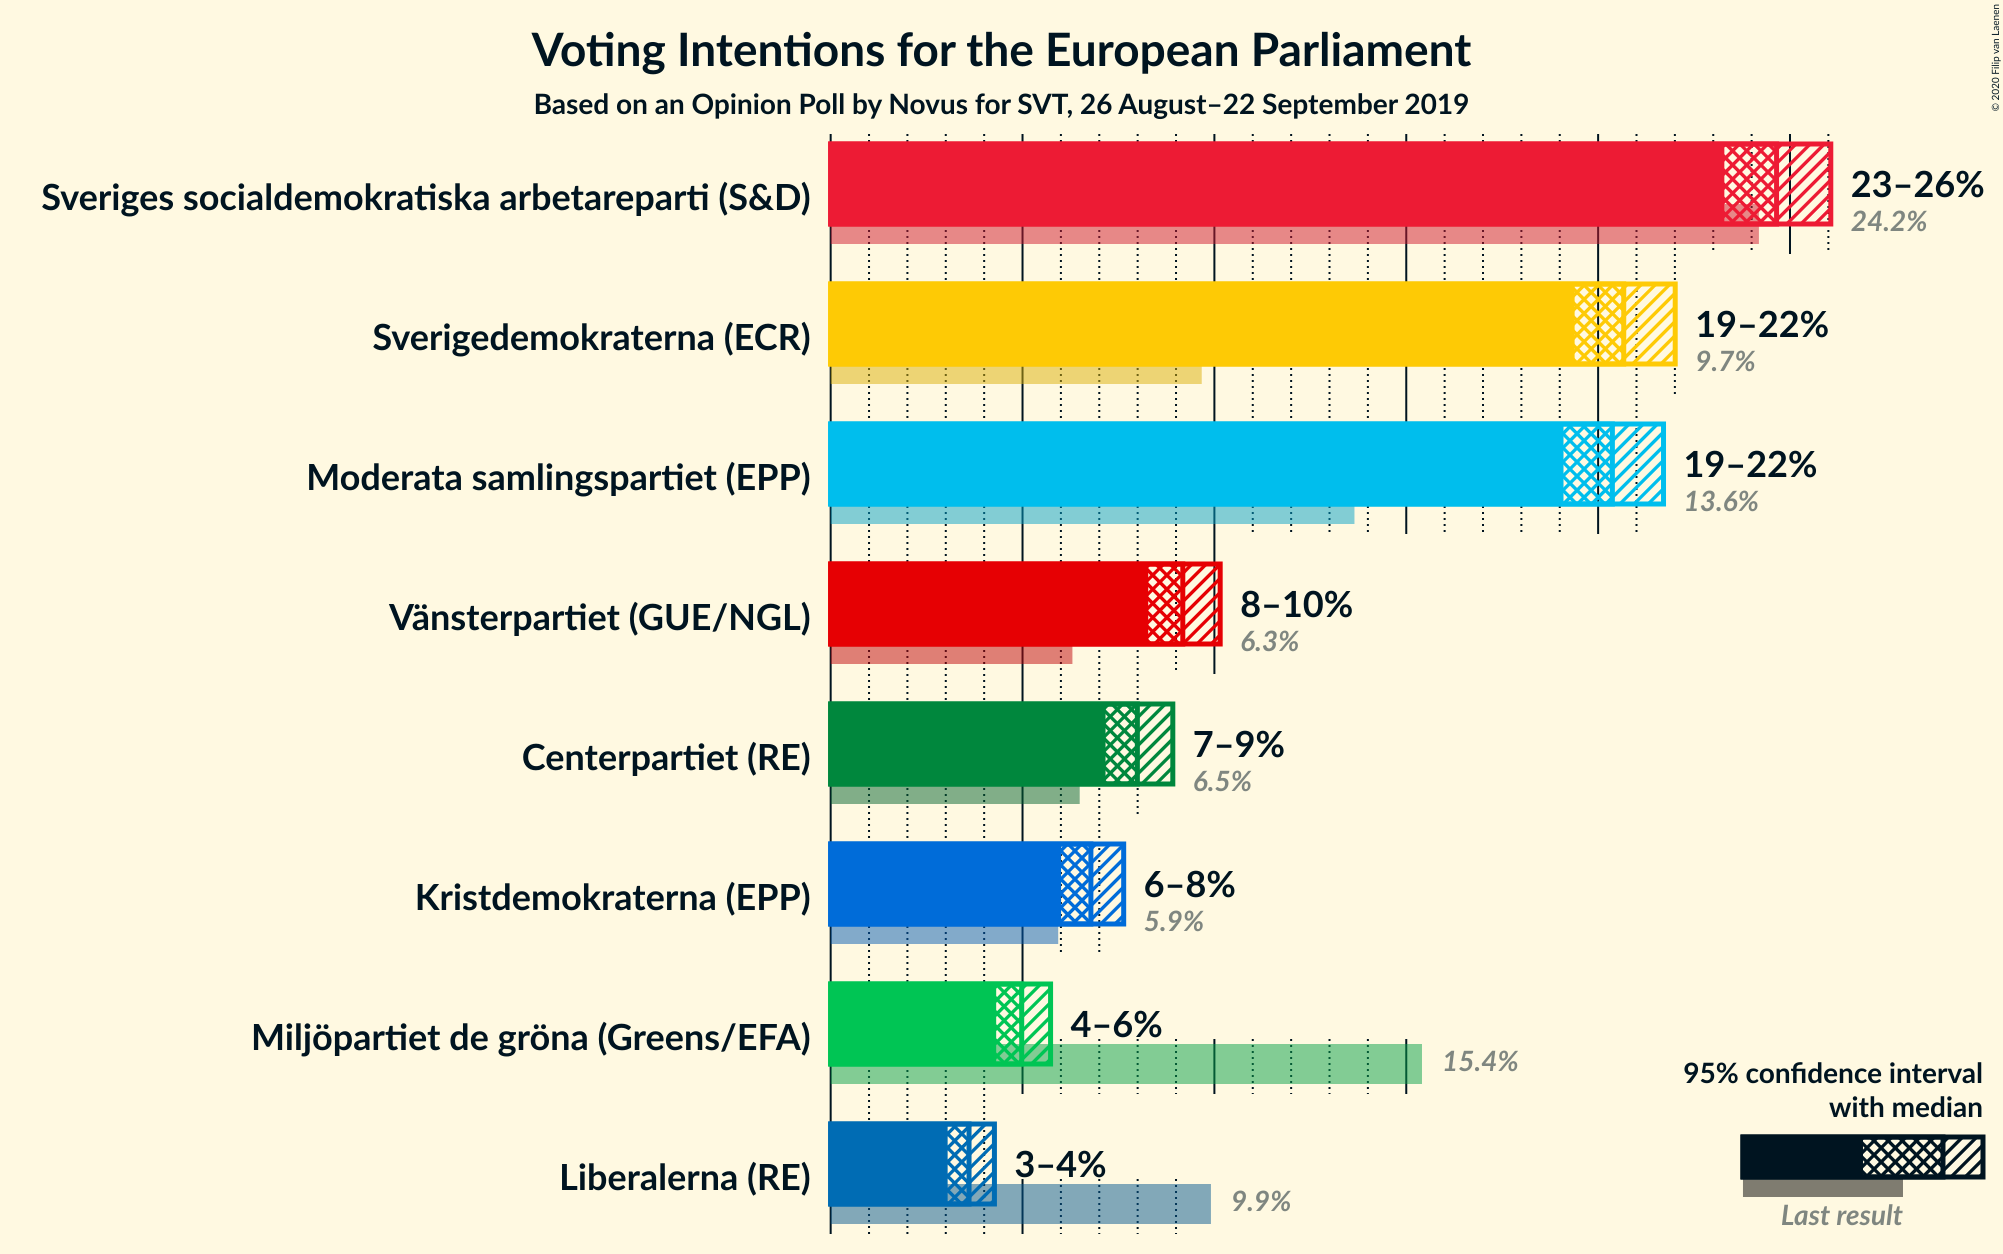 Voting Intentions for the European Parliament
Based on an Opinion Poll by Novus for SVT, 26 August–22 September 2019
© 2020 Filip van Laenen
Sveriges socialdemokratiska arbetareparti (S&D)
23–26%
24.2%
Sverigedemokraterna (ECR)
19–22%
9.7%
Moderata samlingspartiet (EPP)
19–22%
13.6%
Vänsterpartiet (GUE/NGL)
8–10%
6.3%
Centerpartiet (RE)
7–9%
6.5%
Kristdemokraterna (EPP)
6–8%
5.9%
Miljöpartiet de gröna (Greens/EFA)
4–6%
15.4%
Liberalerna (RE)
3–4%
9.9%
95% confidence interval
with median
Last result